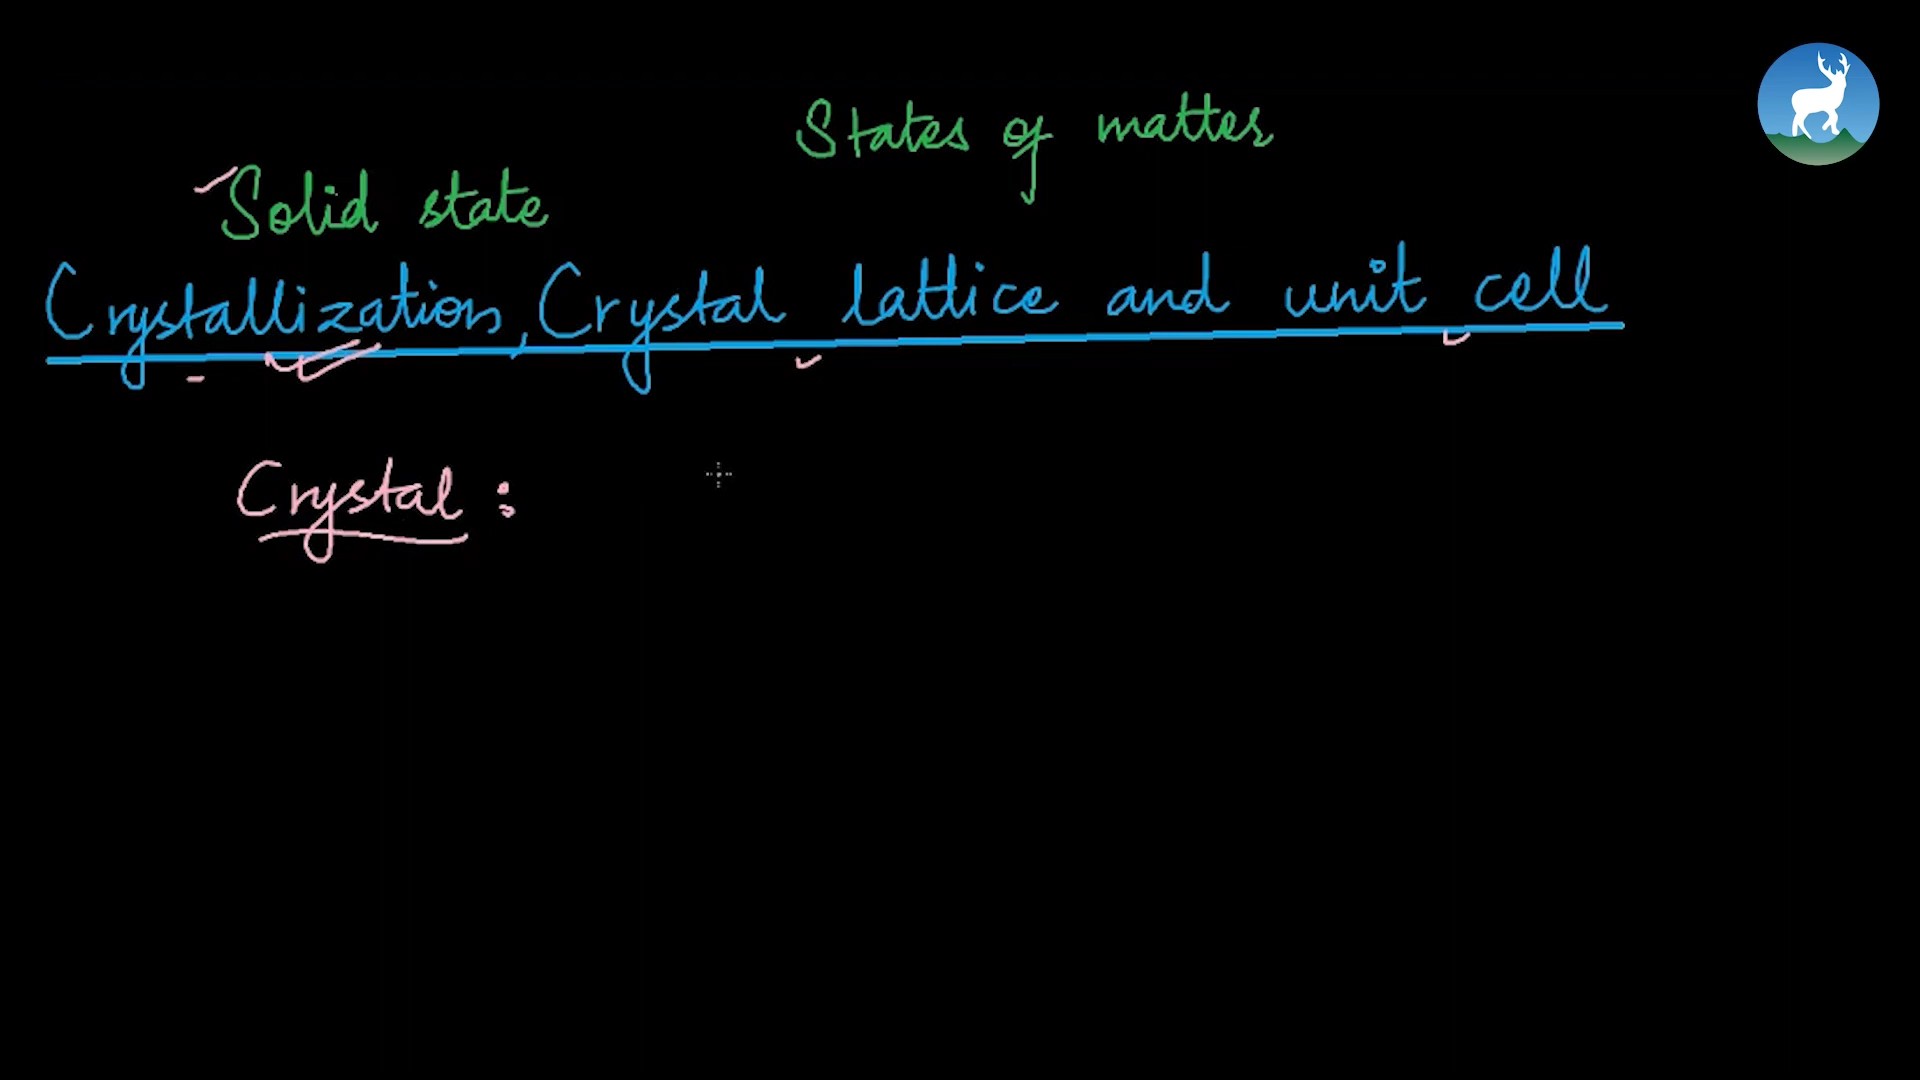 States of matter
Solid state
Crystallization, Crystal lattice and unit cell
Crystal :